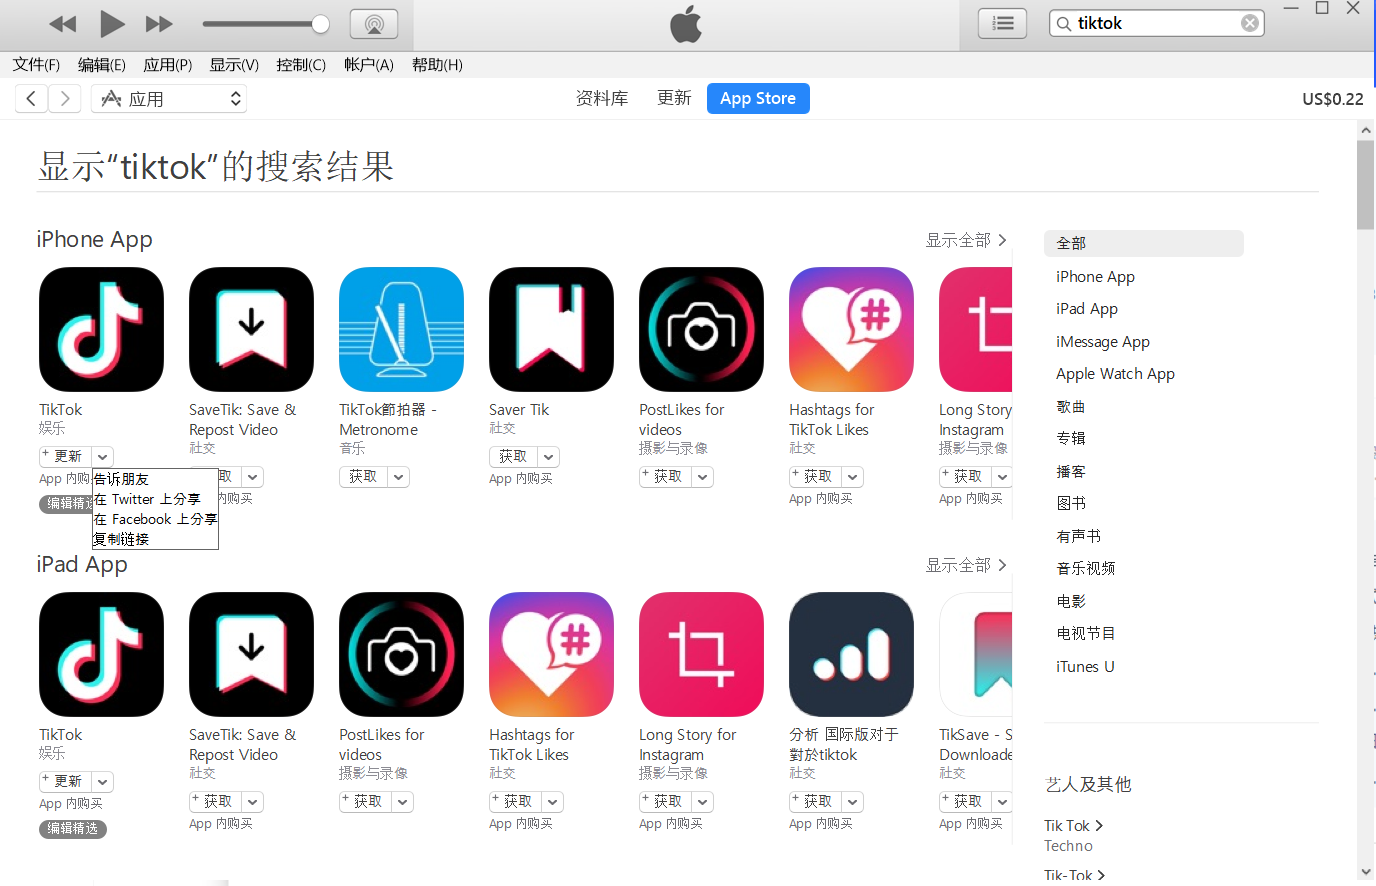 tiktok
文件(F) 编辑(E) 应用(P) 显示(V) 控制(C) 帐户(A) 帮助(H)
应用
资料库 更新 App Store
US$0.22
显示“tiktok”的搜索结果
iPhone App
显示全部
TikTok
娱乐
+ 更新
App 内购
编辑精选
告诉朋友
在 Twitter 上分享
在 Facebook 上分享
复制链接
SaveTik: Save &
Repost Video
社交
取
内购买
TikTok節拍器 -
Metronome
音乐
获取
Saver Tik
社交
获取
App 内购买
PostLikes for
videos
摄影与录像
+ 获取
#
Hashtags for
TikTok Likes
社交
+ 获取
App 内购买
Long Story
Instagram
摄影与录像
+ 获取
App 内购买
iPad App
显示全部
TikTok
娱乐
+ 更新
App 内购买
编辑精选
SaveTik: Save &
Repost Video
社交
+ 获取
App 内购买
PostLikes for
videos
摄影与录像
+ 获取
#
Hashtags for
TikTok Likes
社交
+ 获取
App 内购买
Long Story for
Instagram
摄影与录像
+ 获取
App 内购买
分析 国际版对于
對於tiktok
社交
+ 获取
App 内购买
TikSave - S
Downloade
社交
+ 获取
App 内购买
全部
iPhone App
iPad App
iMessage App
Apple Watch App
歌曲
专辑
播客
图书
有声书
音乐视频
电影
电视节目
iTunes U
艺人及其他
Tik Tok
Techno
Tik-Tok